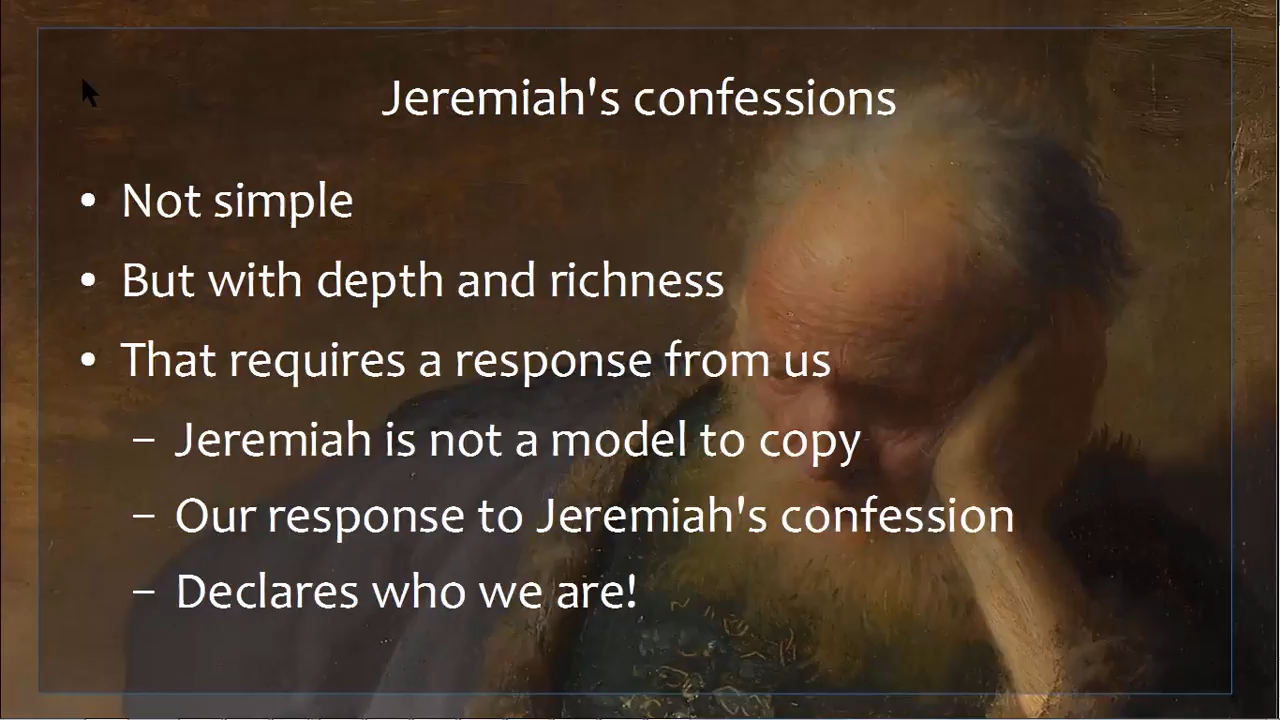 Jeremiah's confessions
• Not simple
• But with depth and richness
• That requires a response from us
– Jeremiah is not a model to copy
– Our response to Jeremiah's confession
– Declares who we are!